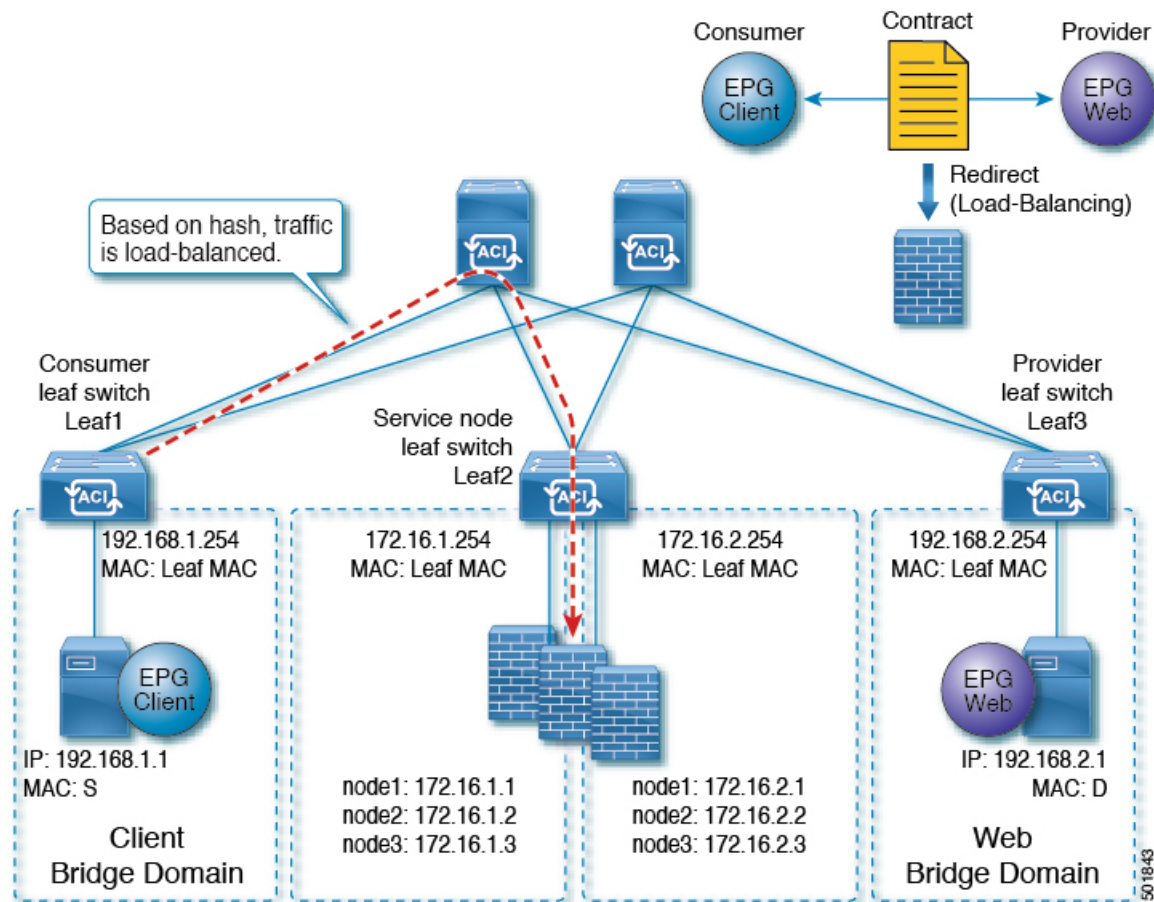 Consumer
Contract
Provider
EPG
Client
EPG
Web
Redirect
(Load-Balancing)
Based on hash, traffic
is load-balanced.
ACI
ACI
Consumer
leaf switch
Leaf1
Service node
leaf switch
Leaf2
Provider
leaf switch
Leaf3
ACI
ACI
ACI
192.168.1.254
MAC: Leaf MAC
172.16.1.254
MAC: Leaf MAC
172.16.2.254
MAC: Leaf MAC
192.168.2.254
MAC: Leaf MAC
EPG
Client
EPG
Web
IP: 192.168.1.1
MAC: S
node1: 172.16.1.1
node2: 172.16.1.2
node3: 172.16.1.3
node1: 172.16.2.1
node2: 172.16.2.2
node3: 172.16.2.3
IP: 192.168.2.1
MAC: D
Client
Bridge Domain
Web
Bridge Domain
501843